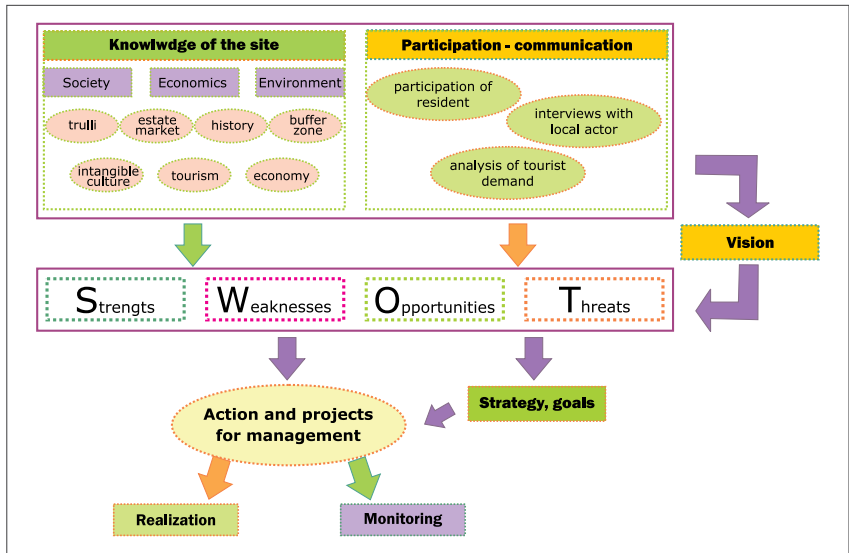 Knowlwdge of the site
Participation - communication
Society
Economics
Environment
trulli
estate
market
history
buffer
zone
intangible
culture
tourism
economy
participation of
resident
interviews with
local actor
analysis of tourist
demand
Vision
Strengts
Weaknesses
Opportunities
Threats
Action and projects
for management
Strategy, goals
Realization
Monitoring